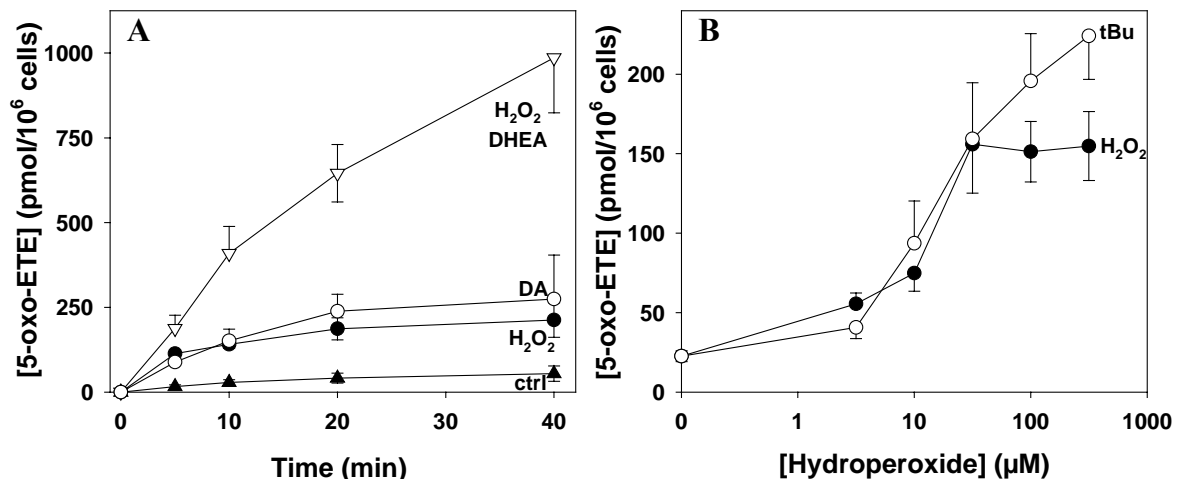 A
[5-oxo-ETE] (pmol/10⁶ cells)
1000
750
500
250
0
H₂O₂
DHEA
DA
H₂O₂
ctrl
0 10 20 30 40
Time (min)
B
[5-oxo-ETE] (pmol/10⁶ cells)
200
150
100
50
0
tBu
H₂O₂
0 1 10 100 1000
[Hydroperoxide] (µM)